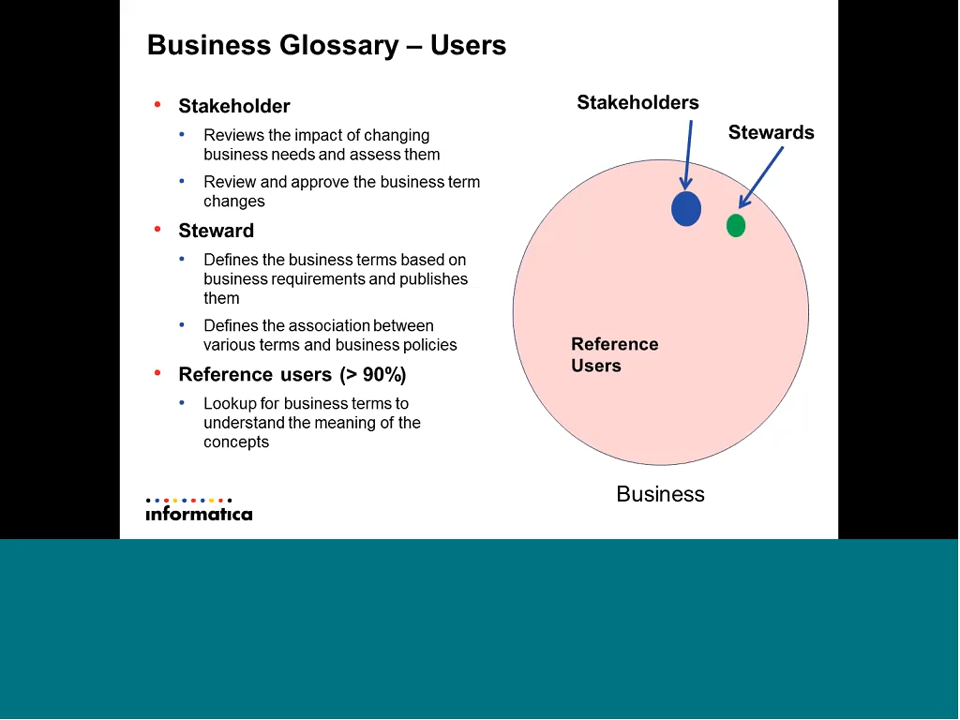 Business Glossary – Users
Stakeholder
Reviews the impact of changing
business needs and assess them
Review and approve the business term
changes
Steward
Defines the business terms based on
business requirements and publishes
them
Defines the association between
various terms and business policies
Reference users (> 90%)
Lookup for business terms to
understand the meaning of the
concepts
Stakeholders
Stewards
Reference
Users
Business
informatica